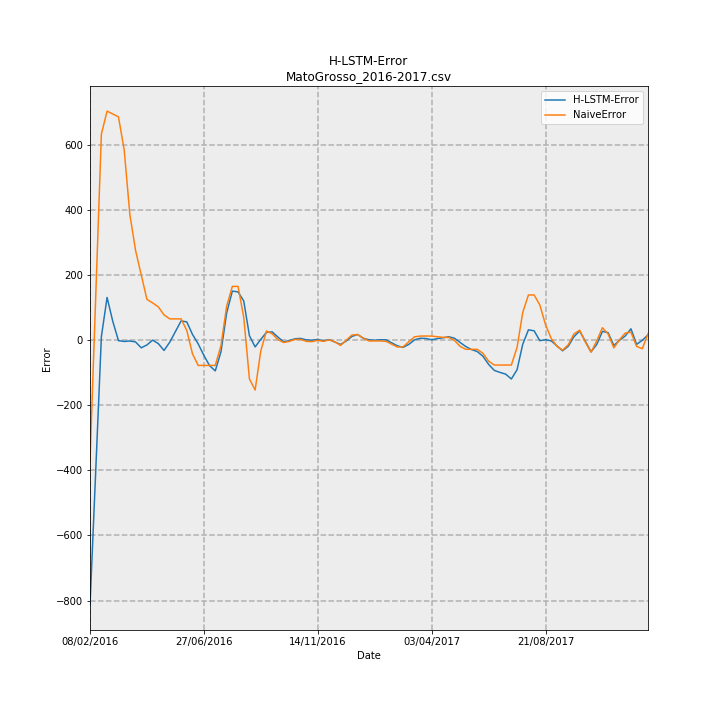 H-LSTM-Error
MatoGrosso_2016-2017.csv
H-LSTM-Error
NaiveError
600
400
200
0
−200
−400
−600
−800
Error
08/02/2016 27/06/2016 14/11/2016 03/04/2017 21/08/2017
Date